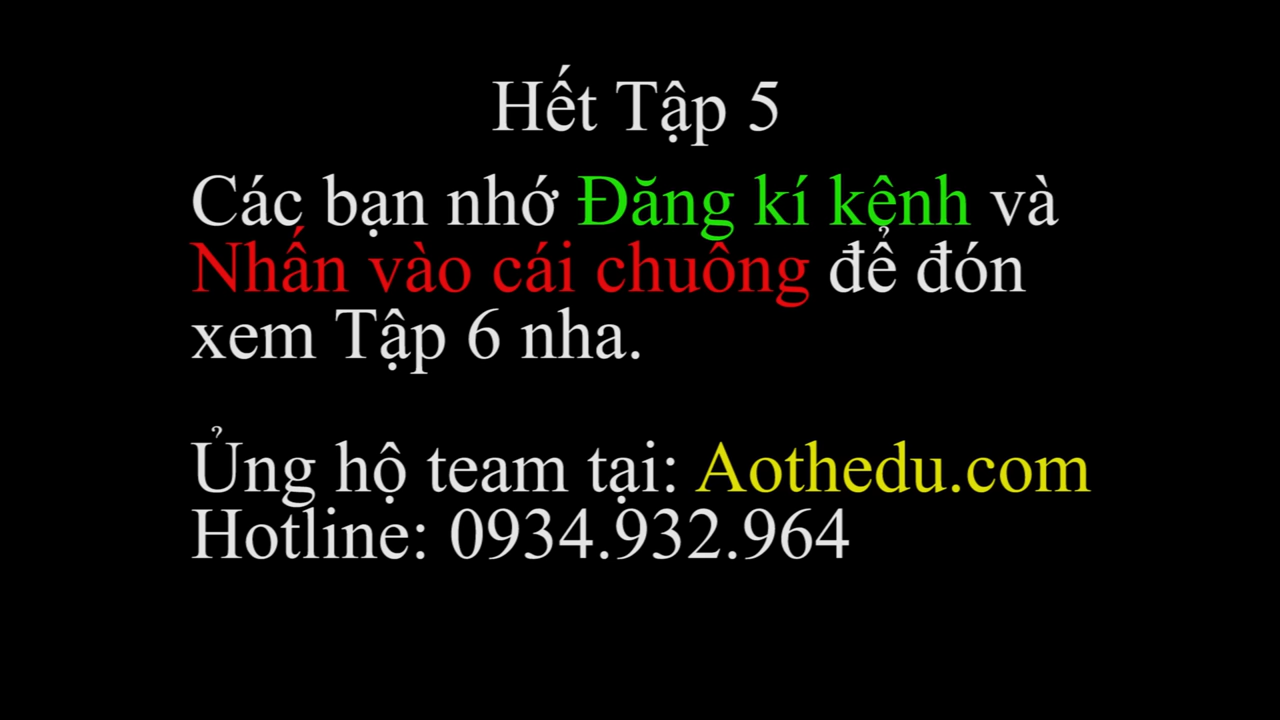 Hết Tập 5
Các bạn nhớ Đăng kí kênh và
Nhấn vào cái chuông để đón
xem Tập 6 nha.
Ủng hộ team tại: Aothedu.com
Hotline: 0934.932.964